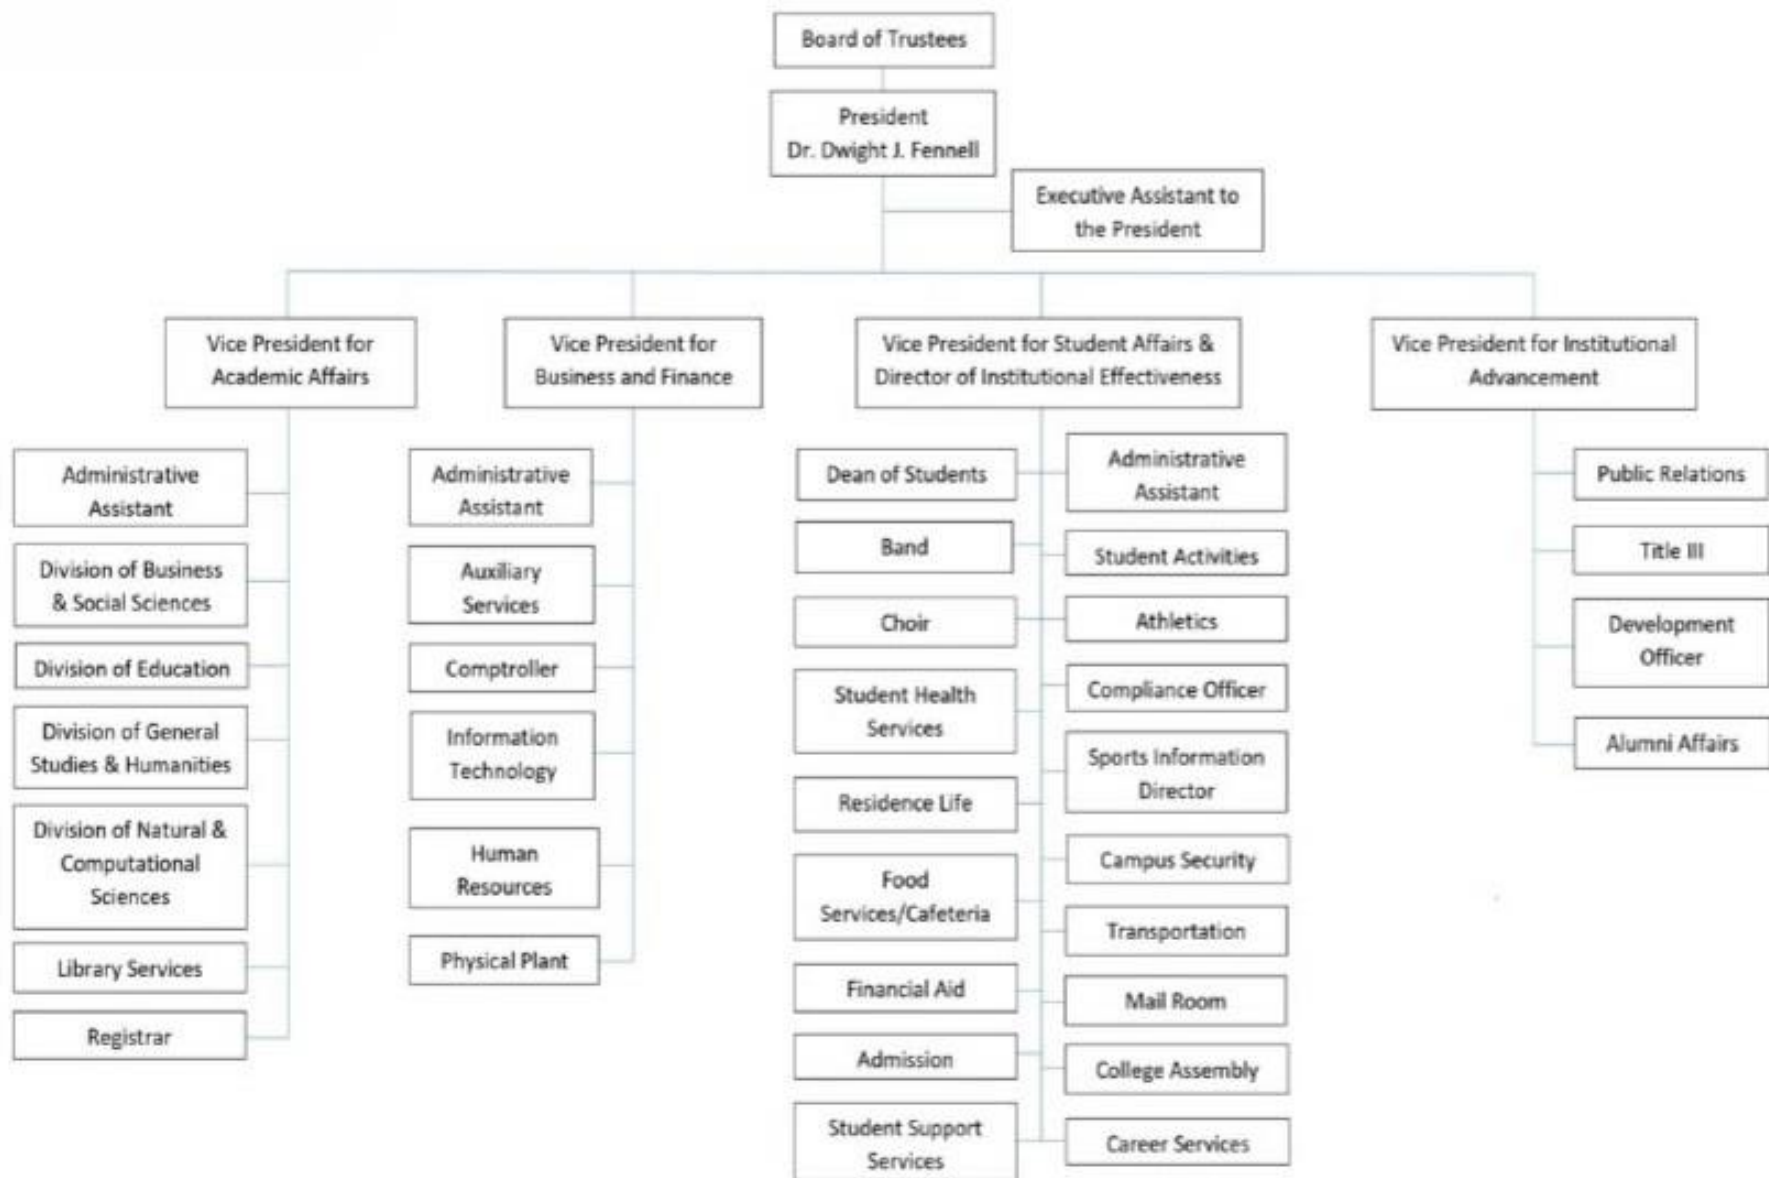 Board of Trustees
President
Dr. Dwight J. Fennell
Executive Assistant to
the President
Vice President for
Academic Affairs
Administrative
Assistant
Division of Business
& Social Sciences
Division of Education
Division of General
Studies & Humanities
Division of Natural &
Computational
Sciences
Library Services
Registrar
Vice President for
Business and Finance
Administrative
Assistant
Auxiliary
Services
Comptroller
Information
Technology
Human
Resources
Physical Plant
Vice President for Student Affairs &
Director of Institutional Effectiveness
Dean of Students
Band
Choir
Student Health
Services
Residence Life
Food
Services/Cafeteria
Financial Aid
Admission
Student Support
Services
Administrative
Assistant
Student Activities
Athletics
Compliance Officer
Sports Information
Director
Campus Security
Transportation
Mail Room
College Assembly
Career Services
Vice President for Institutional
Advancement
Public Relations
Title III
Development
Officer
Alumni Affairs